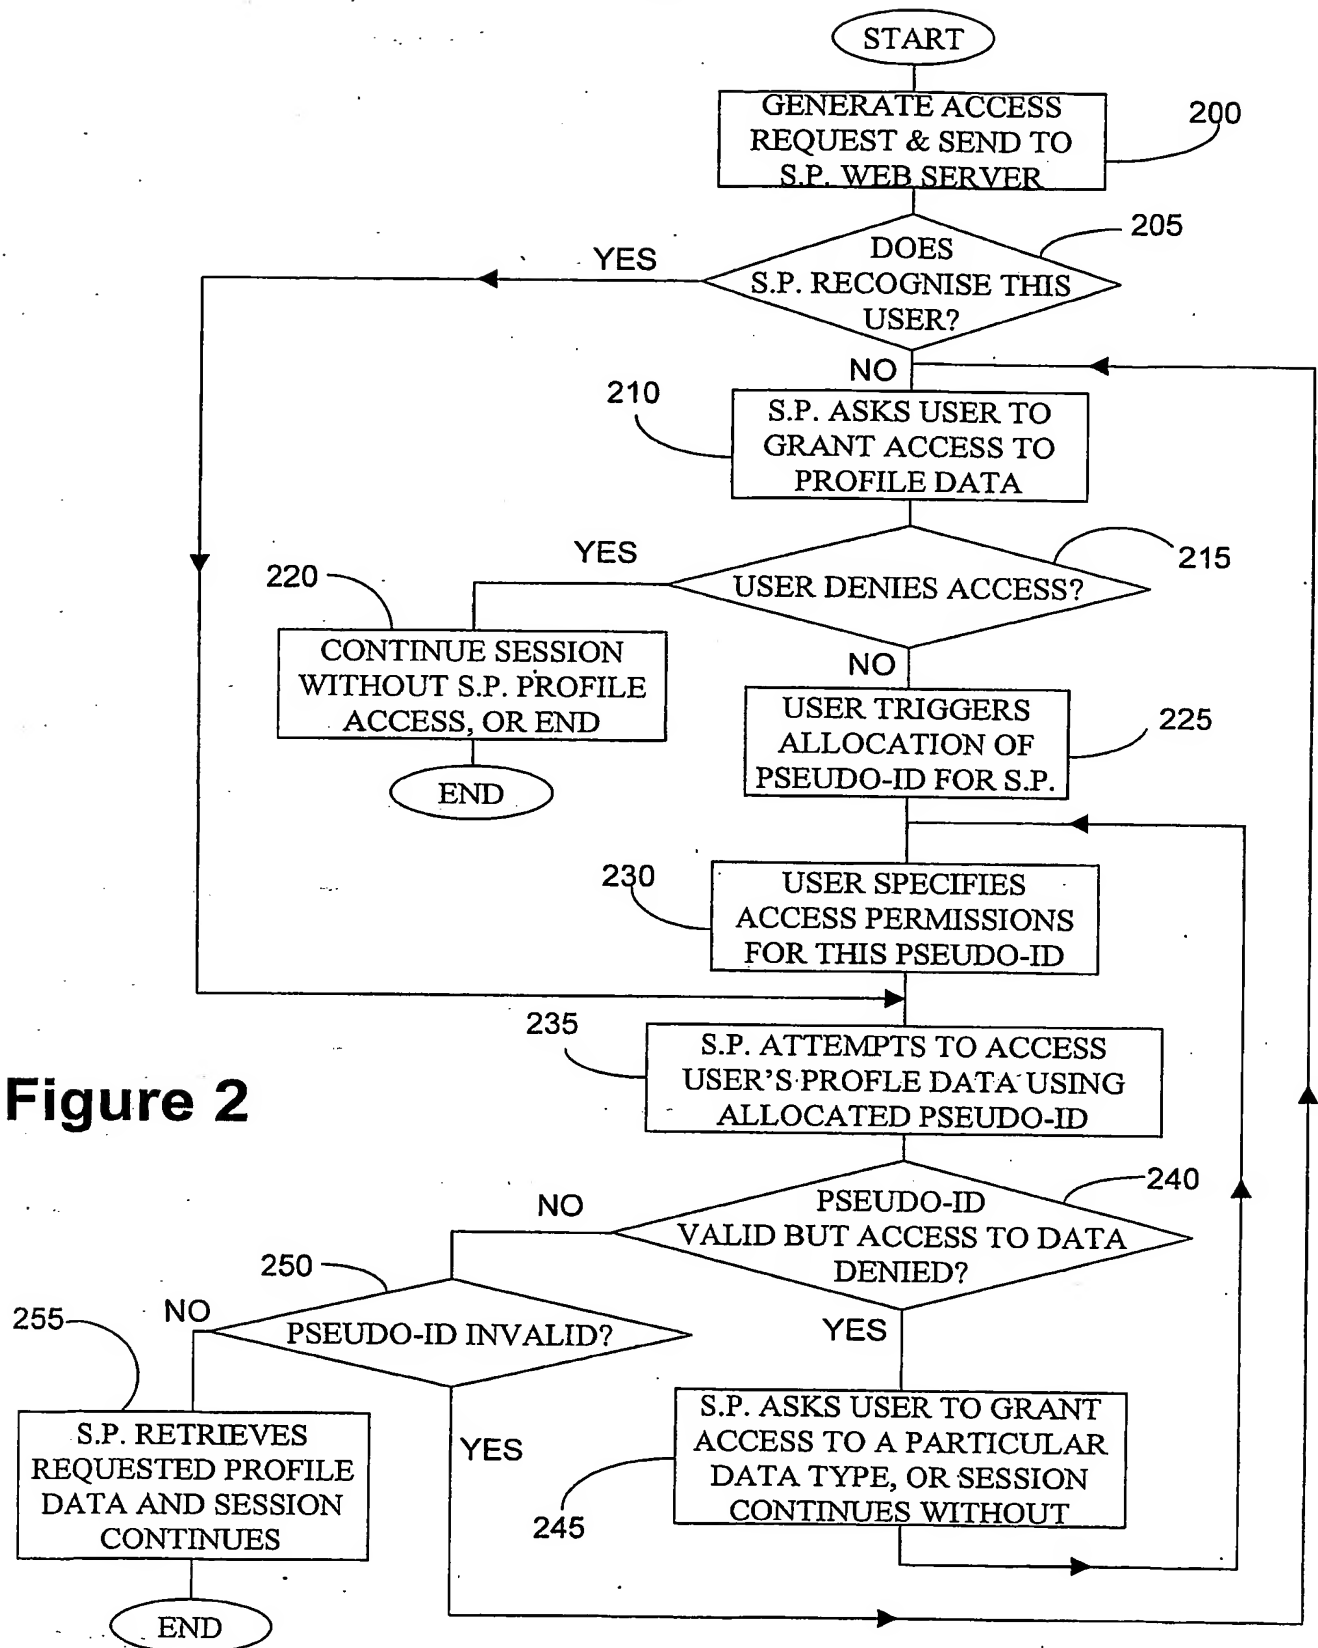 START
GENERATE ACCESS
REQUEST & SEND TO
S.P. WEB SERVER
200
205
DOES
S.P. RECOGNISE THIS
USER?
YES
NO
210
S.P. ASKS USER TO
GRANT ACCESS TO
PROFILE DATA
215
USER DENIES ACCESS?
YES
220
CONTINUE SESSION
WITHOUT S.P. PROFILE
ACCESS, OR END
END
NO
USER TRIGGERS
ALLOCATION OF
PSEUDO-ID FOR S.P.
225
230
USER SPECIFIES
ACCESS PERMISSIONS
FOR THIS PSEUDO-ID
235
S.P. ATTEMPTS TO ACCESS
USER'S PROFLE DATA USING
ALLOCATED PSEUDO-ID
Figure 2
240
PSEUDO-ID
VALID BUT ACCESS TO DATA
DENIED?
NO
YES
250
PSEUDO-ID INVALID?
NO
YES
255
S.P. RETRIEVES
REQUESTED PROFILE
DATA AND SESSION
CONTINUES
END
S.P. ASKS USER TO GRANT
ACCESS TO A PARTICULAR
DATA TYPE, OR SESSION
CONTINUES WITHOUT
245